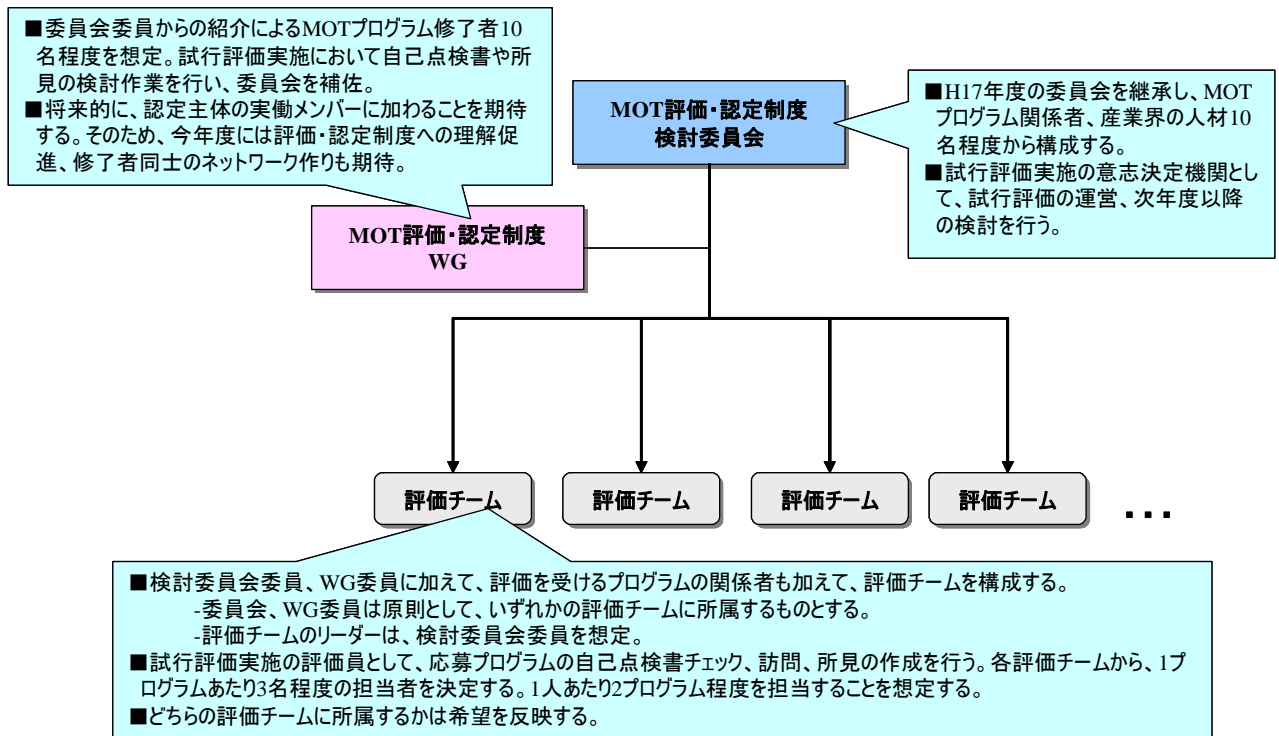 ■委員会委員からの紹介によるMOTプログラム修了者10
名程度を想定。試行評価実施において自己点検書や所
見の検討作業を行い、委員会を補佐。
■将来的に、認定主体の実働メンバーに加わることを期待
する。そのため、今年度には評価・認定制度への理解促
進、修了者同士のネットワーク作りも期待。
MOT評価・認定制度
検討委員会
■H17年度の委員会を継承し、MOT
プログラム関係者、産業界の人材10
名程度から構成する。
■試行評価実施の意志決定機関とし
て、試行評価の運営、次年度以降
の検討を行う。
MOT評価・認定制度
WG
評価チーム
評価チーム
評価チーム
評価チーム
...
■検討委員会委員、WG委員に加えて、評価を受けるプログラムの関係者も加えて、評価チームを構成する。
-委員会、WG委員は原則として、いずれかの評価チームに所属するものとする。
-評価チームのリーダーは、検討委員会委員を想定。
■試行評価実施の評価員として、応募プログラムの自己点検書チェック、訪問、所見の作成を行う。各評価チームから、1プ
ログラムあたり3名程度の担当者を決定する。1人あたり2プログラム程度を担当することを想定する。
■どちらの評価チームに所属するかは希望を反映する。